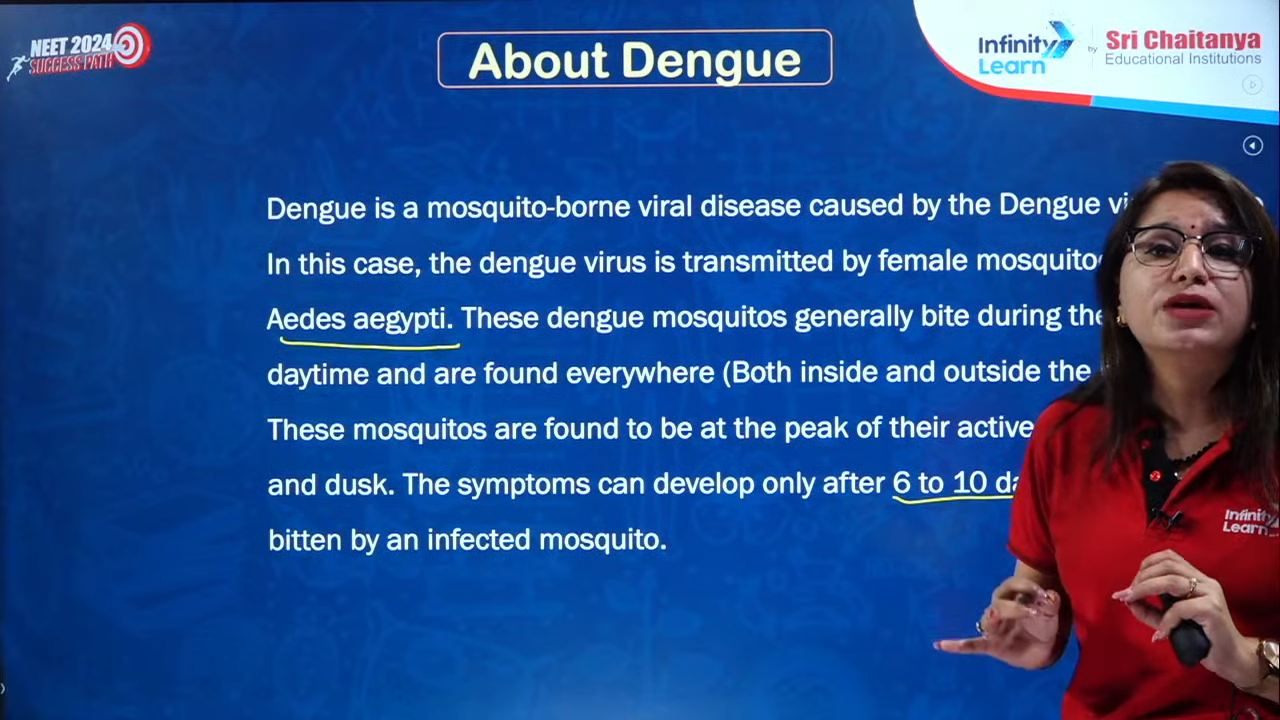 NEET 2024
SUCCESS PATH
About Dengue
Infinity
Learn
by
Sri Chaitanya
Educational Institutions
Dengue is a mosquito-borne viral disease caused by the Dengue
In this case, the dengue virus is transmitted by female
Aedes aegypti. These dengue mosquitos generally bite during the
daytime and are found everywhere (Both inside and outside the
These mosquitos are found to be at the peak of their active
and dusk. The symptoms can develop only after 6 to 10
bitten by an infected mosquito.
Infinity
Learn